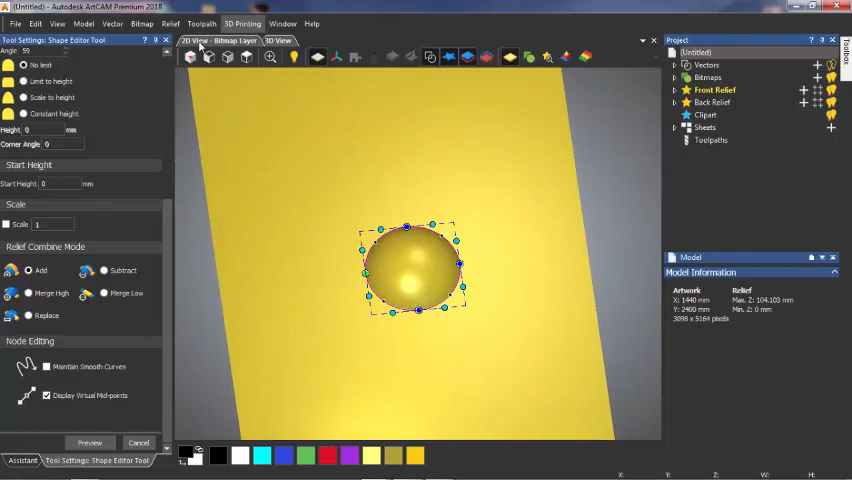 (Untitled) - Autodesk ArtCAM Premium 2018
File Edit View Model Vector Bitmap Relief Toolpath 3D Printing Window Help
Tool Settings: Shape Editor Tool
2D View - Bitmap Layer 3D View
Project
Toolbox
Angle: 59
No limit
Limit to height
Scale to height
Constant height
Height 0 mm
Corner Angle 0
Start Height
Start Height 0 mm
Scale
Scale 1
Relief Combine Mode
Add Subtract
Merge High Merge Low
Replace
Node Editing
Maintain Smooth Curves
Display Virtual Mid-points
Preview Cancel
Assistant Tool Settings: Shape Editor Tool
(Untitled)
Vectors
Bitmaps
Front Relief
Back Relief
Clipart
Sheets
Toolpaths
Model
Model Information
Artwork Relief
X: 1440 mm Max. Z: 104.103 mm
Y: 2400 mm Min. Z: 0 mm
3098 x 5164 pixels
X: Y: Z: W: H: